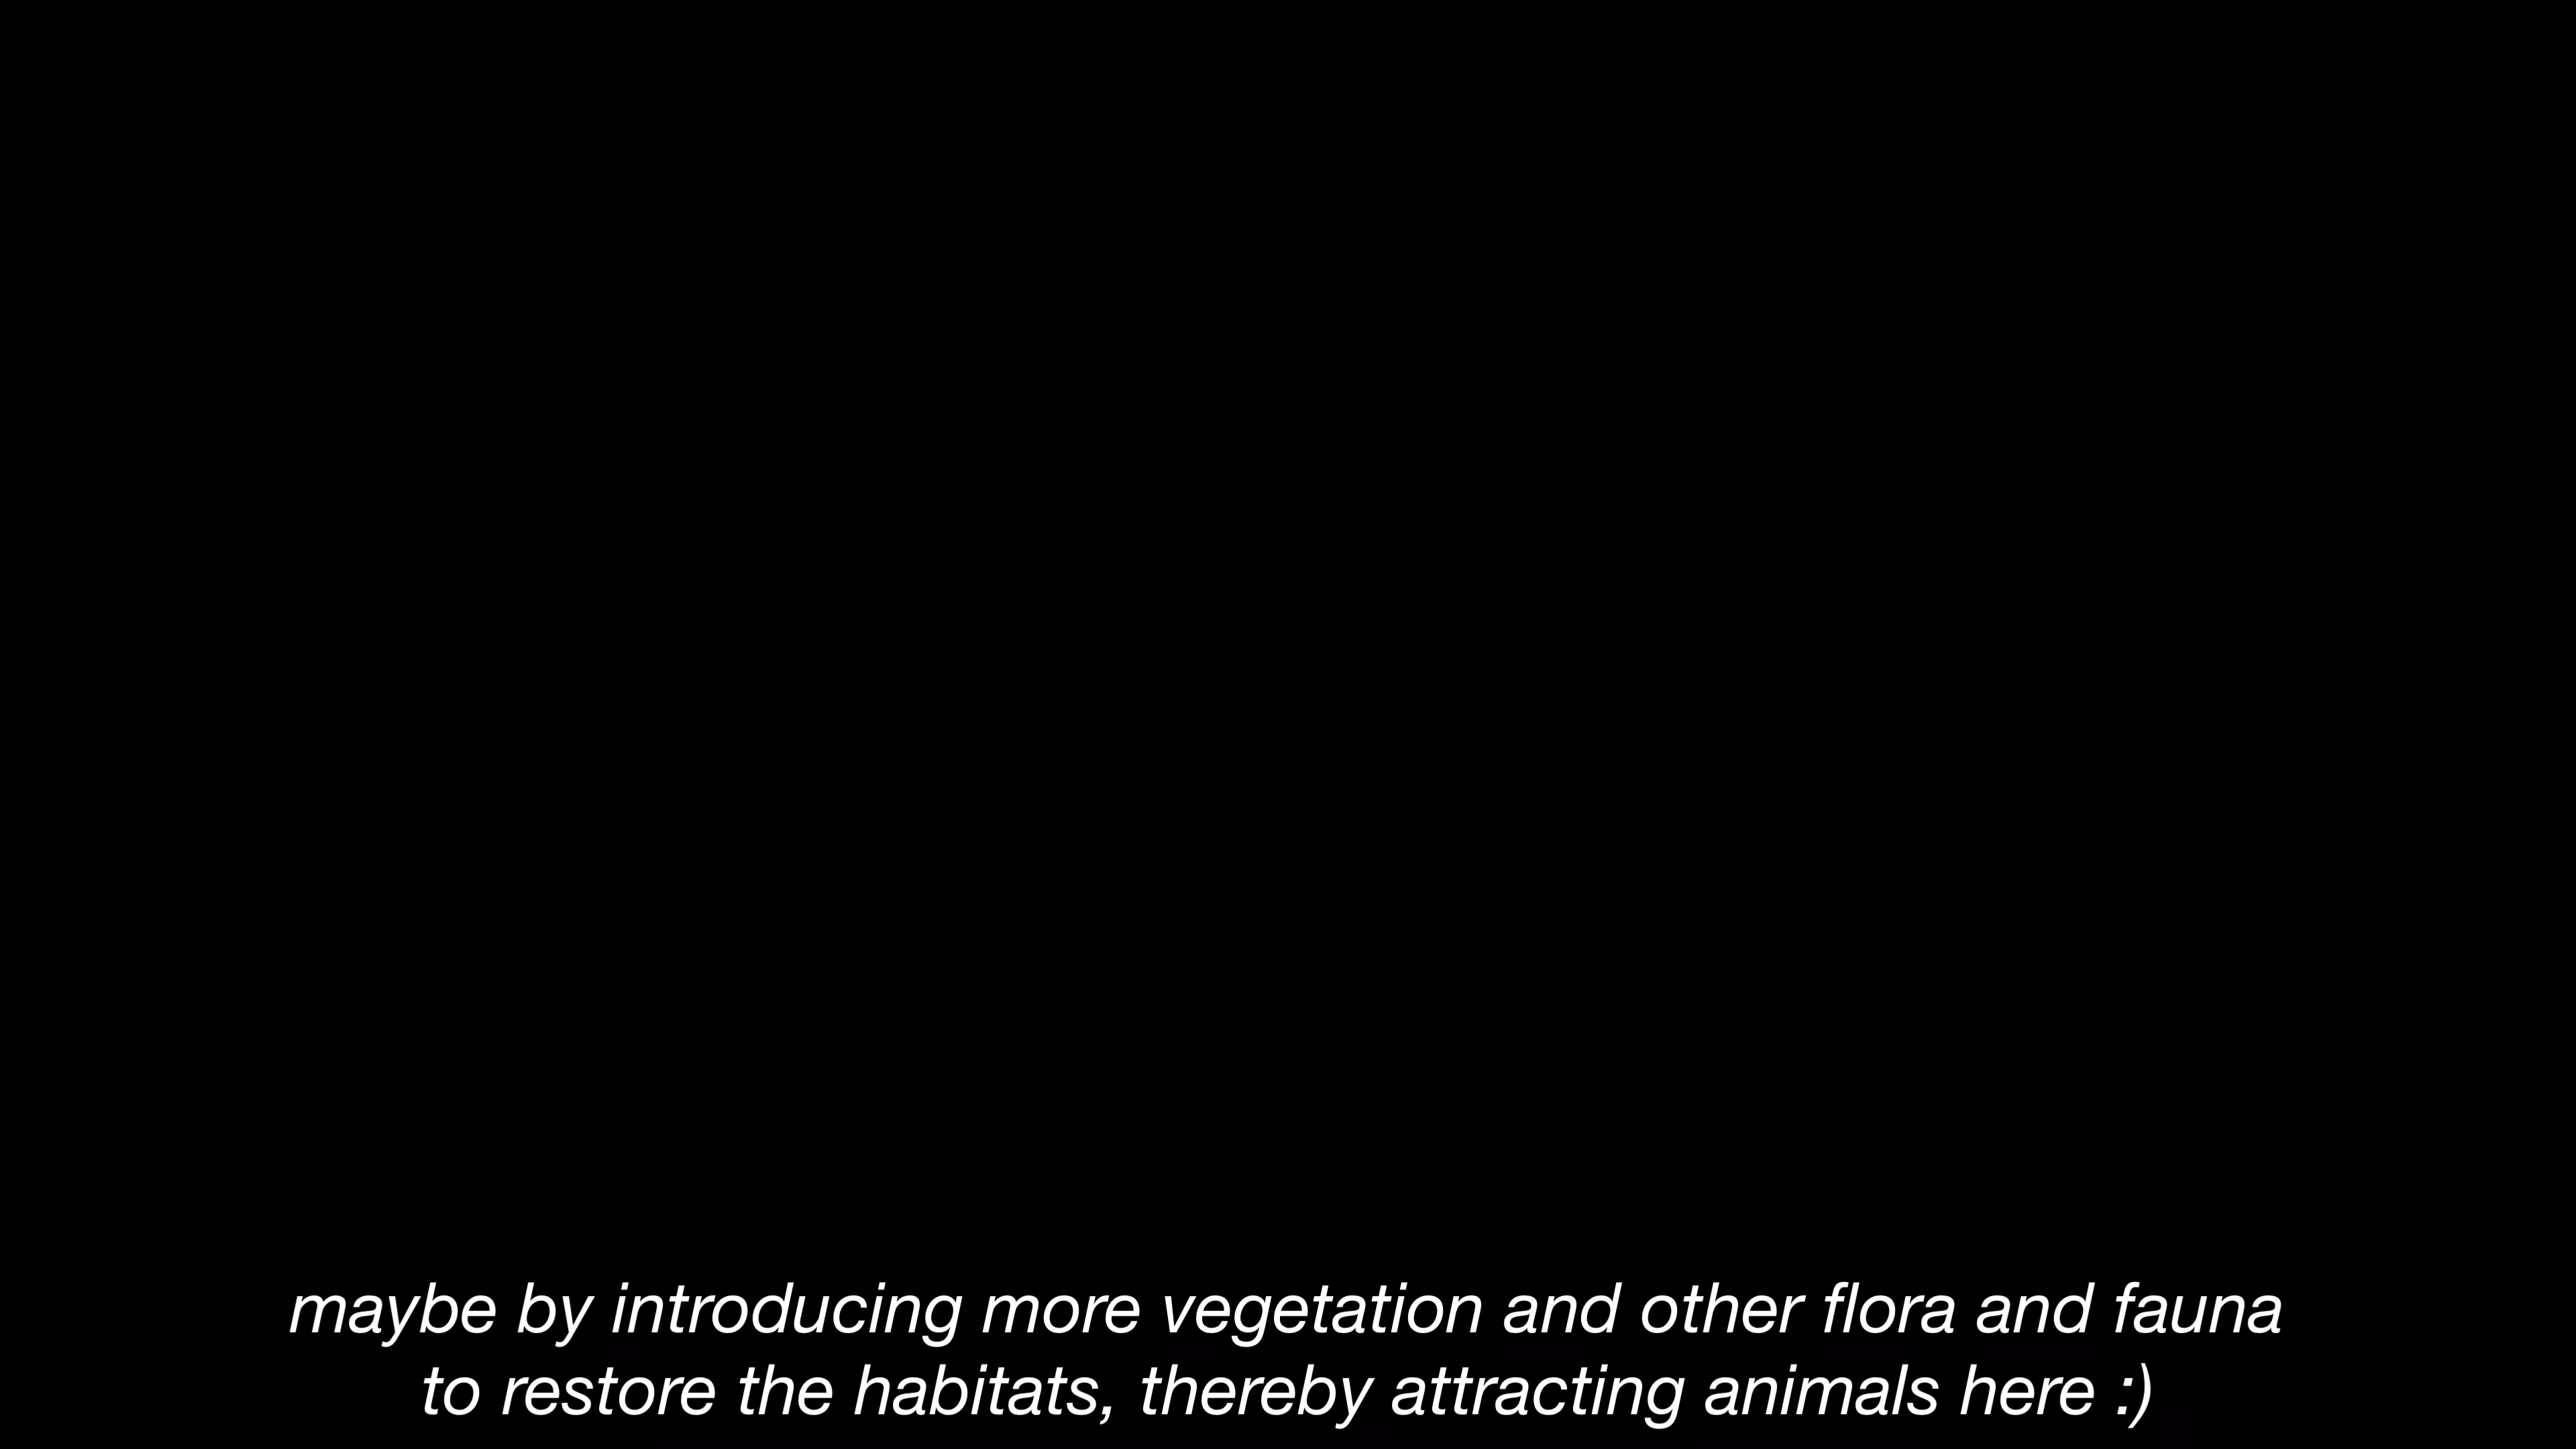 maybe by introducing more vegetation and other flora and fauna
to restore the habitats, thereby attracting animals here :)